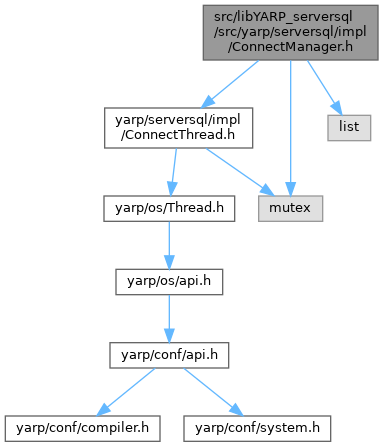 src/libYARP_serversql
/src/yarp/serversql/impl
/ConnectManager.h
yarp/serversql/impl
/ConnectThread.h
list
yarp/os/Thread.h
mutex
yarp/os/api.h
yarp/conf/api.h
yarp/conf/compiler.h
yarp/conf/system.h